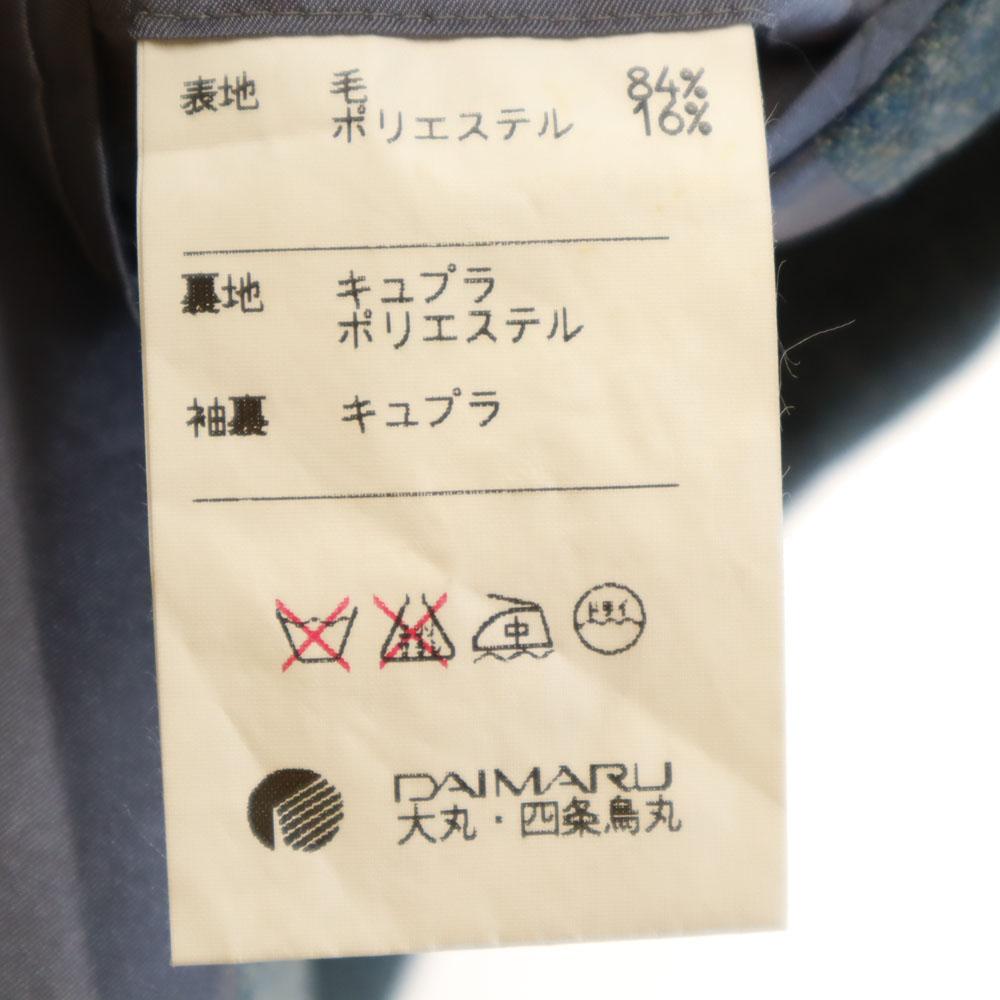 表地 毛 84%
ポリエステル 16%
裏地 キュプラ
ポリエステル
袖裏 キュプラ
中 ドライ
DAIMARU
大丸・四条烏丸